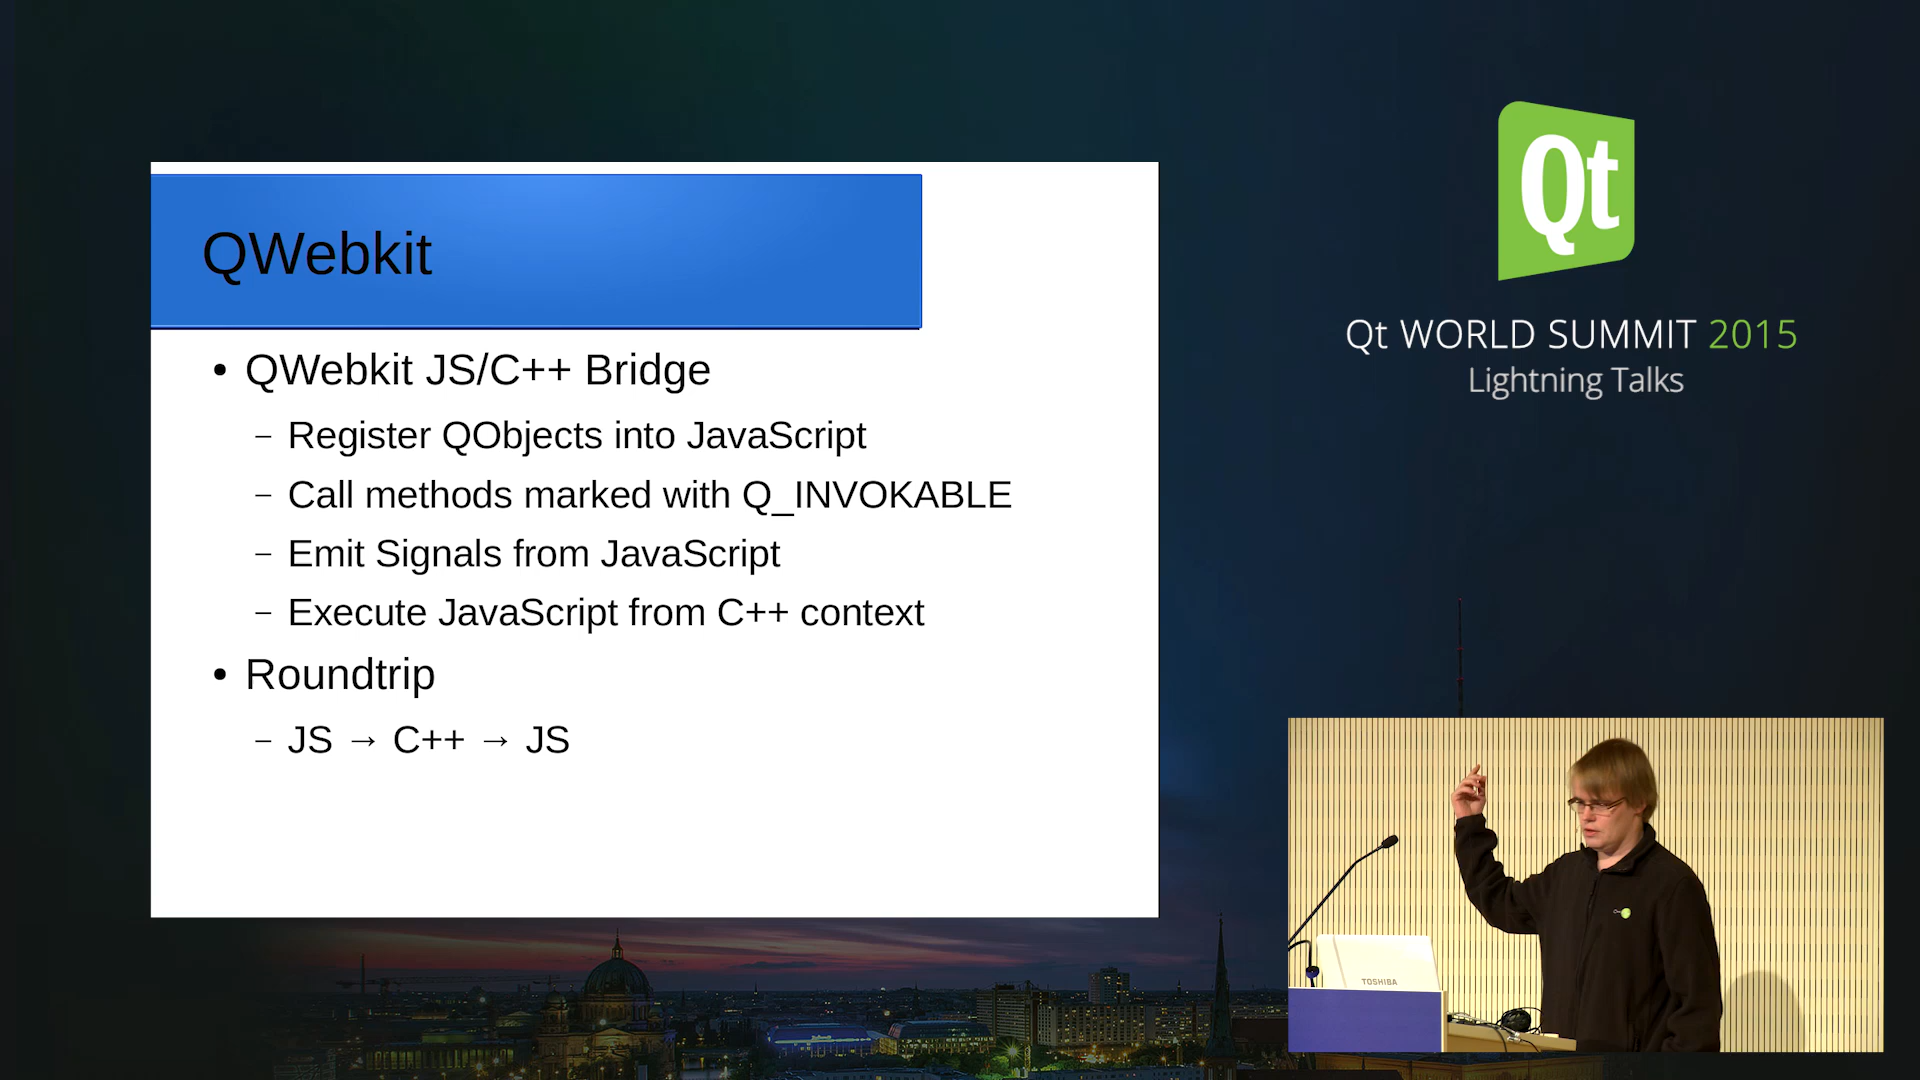 QWebkit
• QWebkit JS/C++ Bridge
– Register QObjects into JavaScript
– Call methods marked with Q_INVOKABLE
– Emit Signals from JavaScript
– Execute JavaScript from C++ context
• Roundtrip
– JS → C++ → JS
Qt
Qt WORLD SUMMIT 2015
Lightning Talks
TOSHIBA